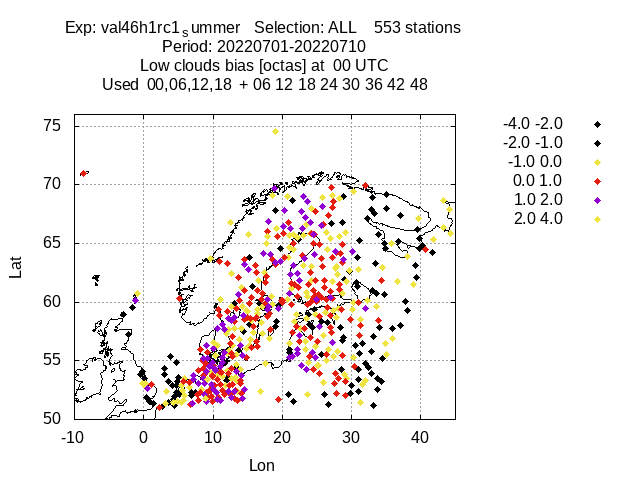 Exp: val46h1rc1summer Selection: ALL 553 stations
Period: 20220701-20220710
Low clouds bias [octas] at 00 UTC
Used 00,06,12,18 + 06 12 18 24 30 36 42 48
-4.0 -2.0
-2.0 -1.0
-1.0 0.0
0.0 1.0
1.0 2.0
2.0 4.0
75
70
65
60
55
50
Lat
-10 0 10 20 30 40
Lon